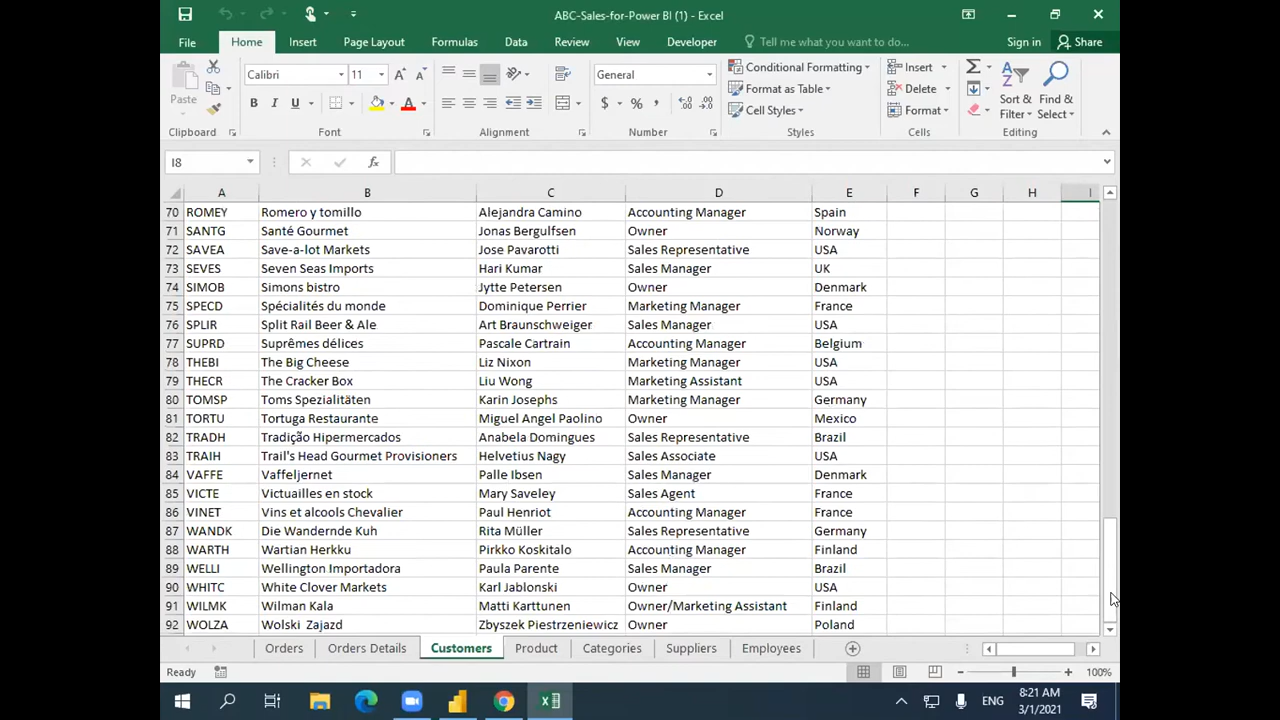 ABC-Sales-for-Power BI (1) - Excel
File Home Insert Page Layout Formulas Data Review View Developer Tell me what you want to do... Sign in Share
Paste Calibri 11 A A General Conditional Formatting Insert Σ
B I U A $ % , Format as Table Delete Sort & Find &
Cell Styles Format Filter Select
Clipboard Font Alignment Number Styles Cells Editing
I8 fx
A B C D E F G H I
70 ROMEY Romero y tomillo Alejandra Camino Accounting Manager Spain
71 SANTG Santé Gourmet Jonas Bergulfsen Owner Norway
72 SAVEA Save-a-lot Markets Jose Pavarotti Sales Representative USA
73 SEVES Seven Seas Imports Hari Kumar Sales Manager UK
74 SIMOB Simons bistro Jytte Petersen Owner Denmark
75 SPECD Spécialités du monde Dominique Perrier Marketing Manager France
76 SPLIR Split Rail Beer & Ale Art Braunschweiger Sales Manager USA
77 SUPRD Suprêmes délices Pascale Cartrain Accounting Manager Belgium
78 THEBI The Big Cheese Liz Nixon Marketing Manager USA
79 THECR The Cracker Box Liu Wong Marketing Assistant USA
80 TOMSP Toms Spezialitäten Karin Josephs Marketing Manager Germany
81 TORTU Tortuga Restaurante Miguel Angel Paolino Owner Mexico
82 TRADH Tradição Hipermercados Anabela Domingues Sales Representative Brazil
83 TRAIH Trail's Head Gourmet Provisioners Helvetius Nagy Sales Associate USA
84 VAFFE Vaffeljernet Palle Ibsen Sales Manager Denmark
85 VICTE Victuailles en stock Mary Saveley Sales Agent France
86 VINET Vins et alcools Chevalier Paul Henriot Accounting Manager France
87 WANDK Die Wandernde Kuh Rita Müller Sales Representative Germany
88 WARTH Wartian Herkku Pirkko Koskitalo Accounting Manager Finland
89 WELLI Wellington Importadora Paula Parente Sales Manager Brazil
90 WHITC White Clover Markets Karl Jablonski Owner USA
91 WILMK Wilman Kala Matti Karttunen Owner/Marketing Assistant Finland
92 WOLZA Wolski Zajazd Zbyszek Piestrzeniewicz Owner Poland
Orders Orders Details Customers Product Categories Suppliers Employees
Ready 100%
ENG 8:21 AM
3/1/2021